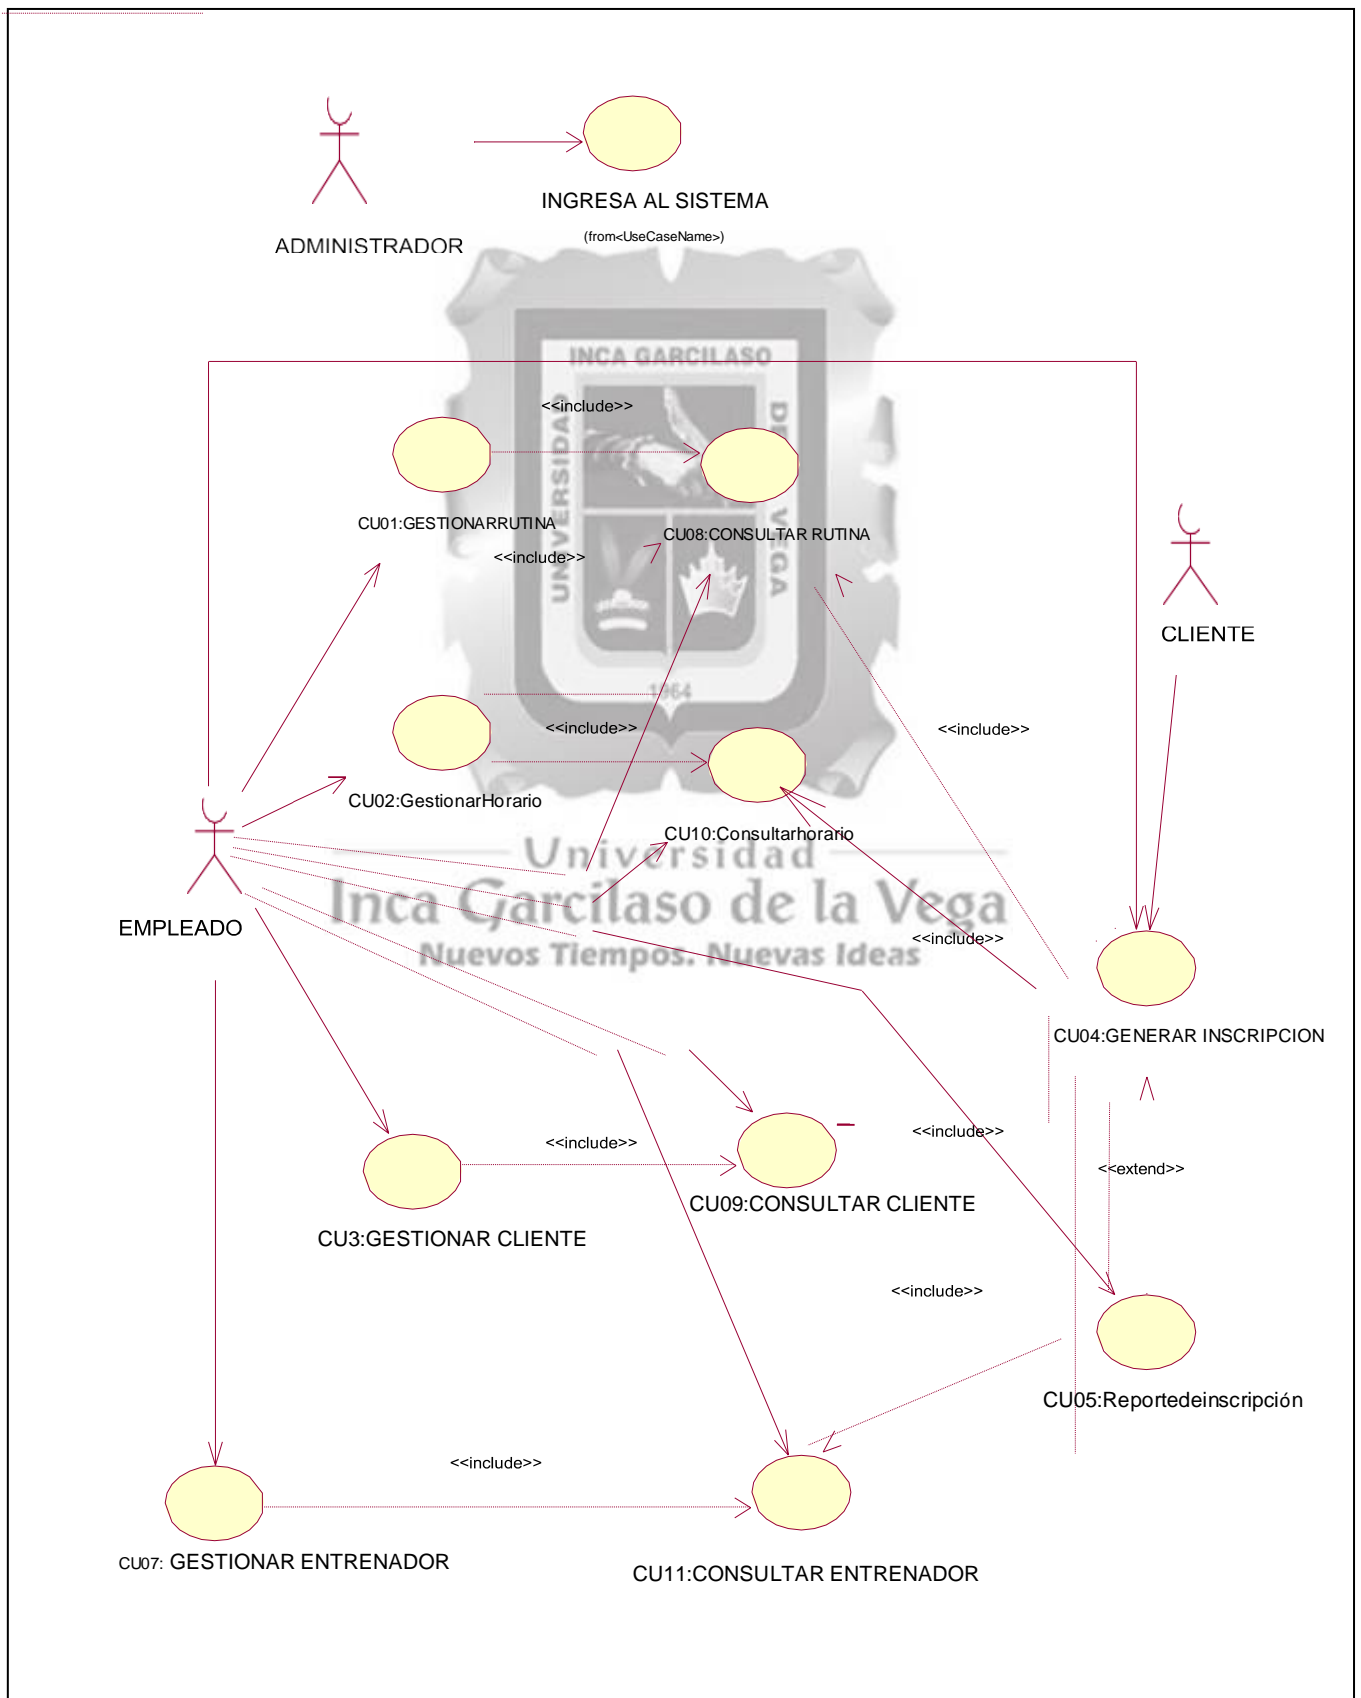 INGRESA AL SISTEMA
(from<UseCaseName>)
ADMINISTRADOR
INCA GARCILASO
UNIVERSIDAD
DE
VEGA
<<include>>
CU01:GESTIONARRUTINA
CU08:CONSULTAR RUTINA
<<include>>
CLIENTE
1964
<<include>>
<<include>>
CU02:GestionarHorario
CU10:Consultarhorario
Universidad
Inca Garcilaso de la Vega
Nuevos Tiempos. Nuevas Ideas
EMPLEADO
<<include>>
CU04:GENERAR INSCRIPCION
<<include>>
<<include>>
<<extend>>
CU09:CONSULTAR CLIENTE
CU3:GESTIONAR CLIENTE
<<include>>
CU05:Reportedeinscripción
<<include>>
CU07: GESTIONAR ENTRENADOR
CU11:CONSULTAR ENTRENADOR